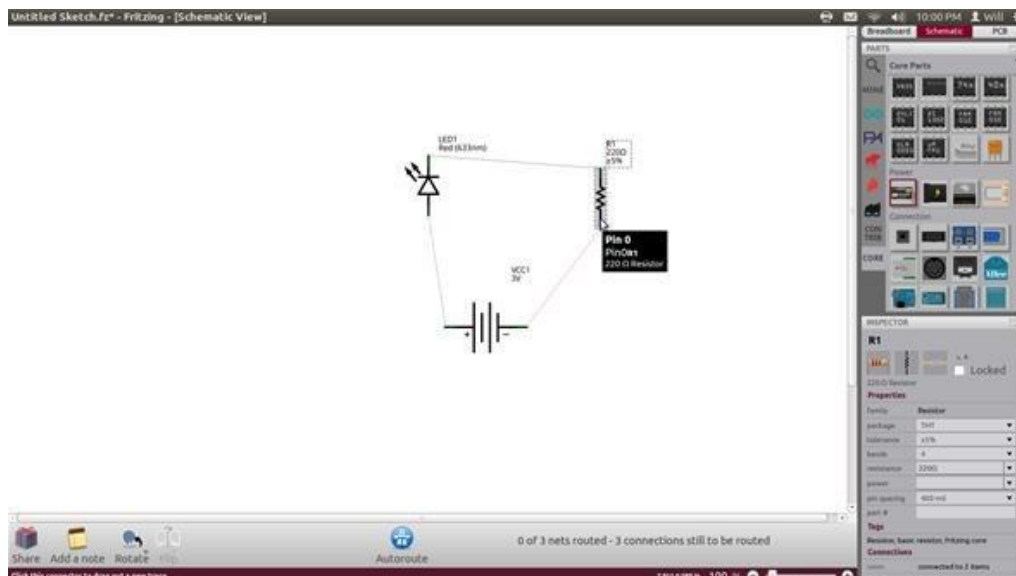 Untitled Sketch.fz* - Fritzing - [Schematic View]
10:00 PM
Will
Breadboard
Schematic
PCB
PARTS
Core Parts
MINE
Power
Connection
CORE
LED1
Red (633nm)
R1
220Ω
±5%
Pin 0
220 Ω Resistor
VCC1
3V
+
-
INSPECTOR
R1
Locked
220 Ω Resistor
Properties
family
Resistor
package
THT
tolerance
±5%
bands
4
resistance
220Ω
power
pin spacing
400 mil
part #
Tags
Resistor, basic resistor, fritzing core
Connections
connected to 2 items
Share
Add a note
Rotate
Flip
Autoroute
0 of 3 nets routed - 3 connections still to be routed
100
%